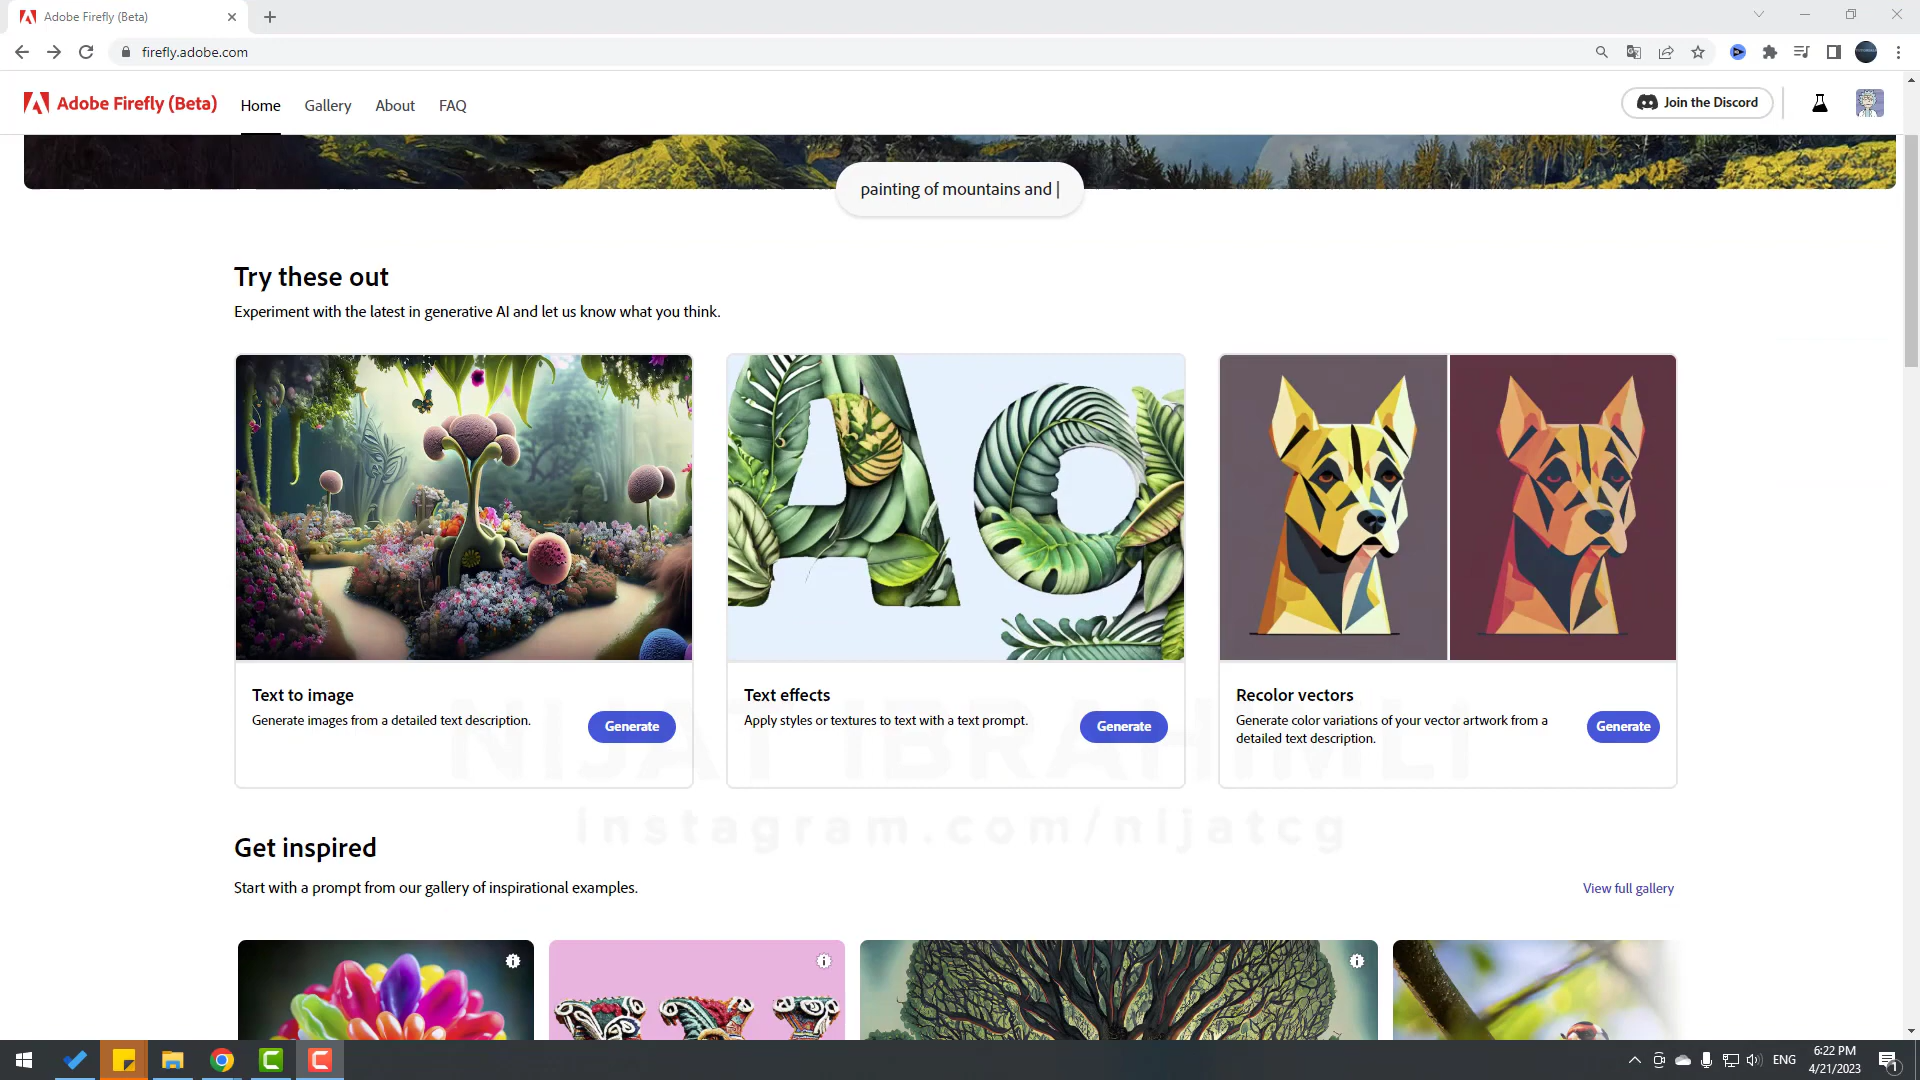 Adobe Firefly (Beta)
firefly.adobe.com
Adobe Firefly (Beta)
Home
Gallery
About
FAQ
Join the Discord
painting of mountains and |
Try these out
Experiment with the latest in generative AI and let us know what you think.
Ag
Text to image
Generate images from a detailed text description.
Generate
Text effects
Apply styles or textures to text with a text prompt.
Generate
Recolor vectors
Generate color variations of your vector artwork from a
detailed text description.
Generate
NIJAT IBRAHIMLI
instagram.com/nijatcg
Get inspired
Start with a prompt from our gallery of inspirational examples.
View full gallery
ENG
6:22 PM
4/21/2023
1